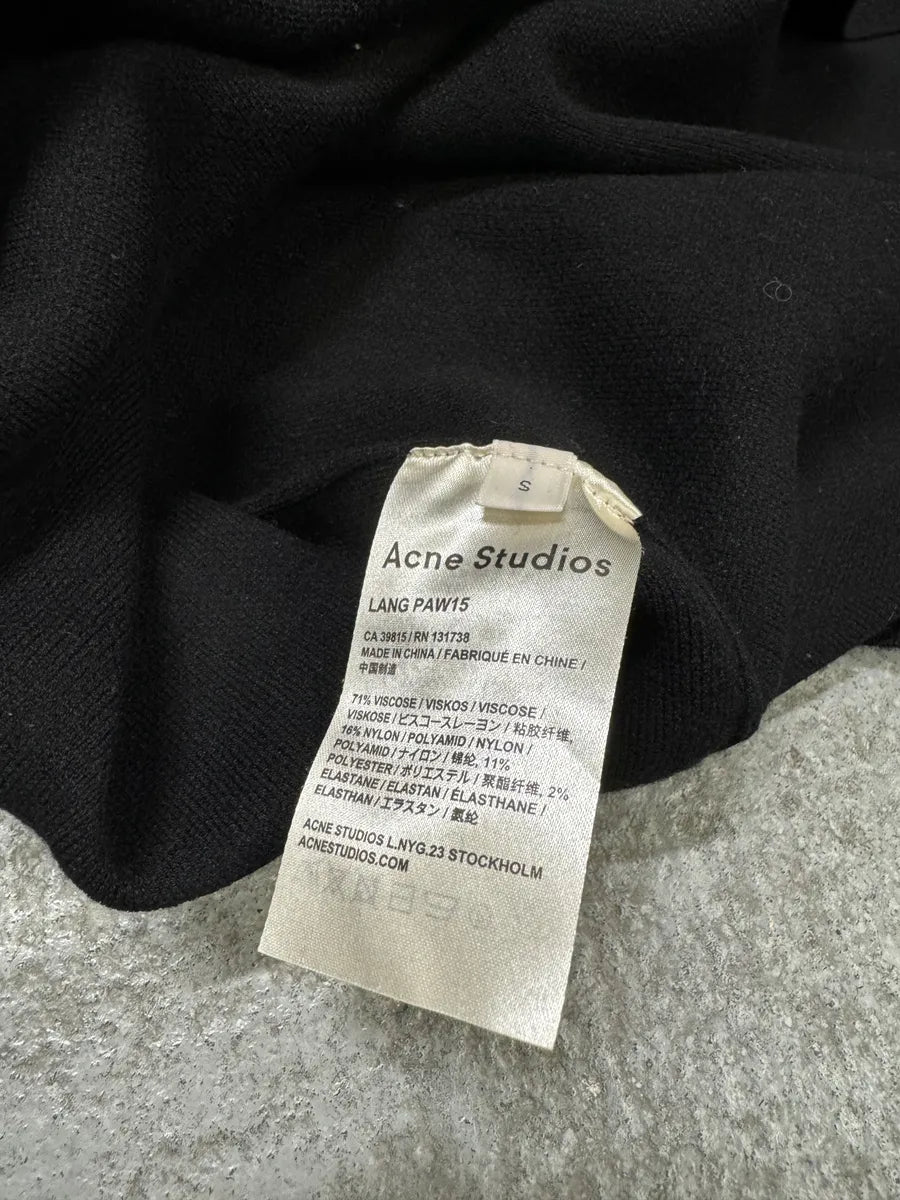 S
Acne Studios
LANG PAW15
CA 39815 / RN 131738
MADE IN CHINA / FABRIQUÉ EN CHINE /
中国制造
71% VISCOSE / VISKOS / VISCOSE /
VISKOSE / ビスコースレーヨン / 粘胶纤维,
16% NYLON / POLYAMID / NYLON /
POLYAMID / ナイロン / 锦纶, 11%
POLYESTER / ポリエステル / 聚酯纤维, 2%
ELASTANE / ELASTAN / ÉLASTHANE /
ELASTHAN / エラスタン / 氨纶
ACNE STUDIOS L.NYG.23 STOCKHOLM
ACNESTUDIOS.COM